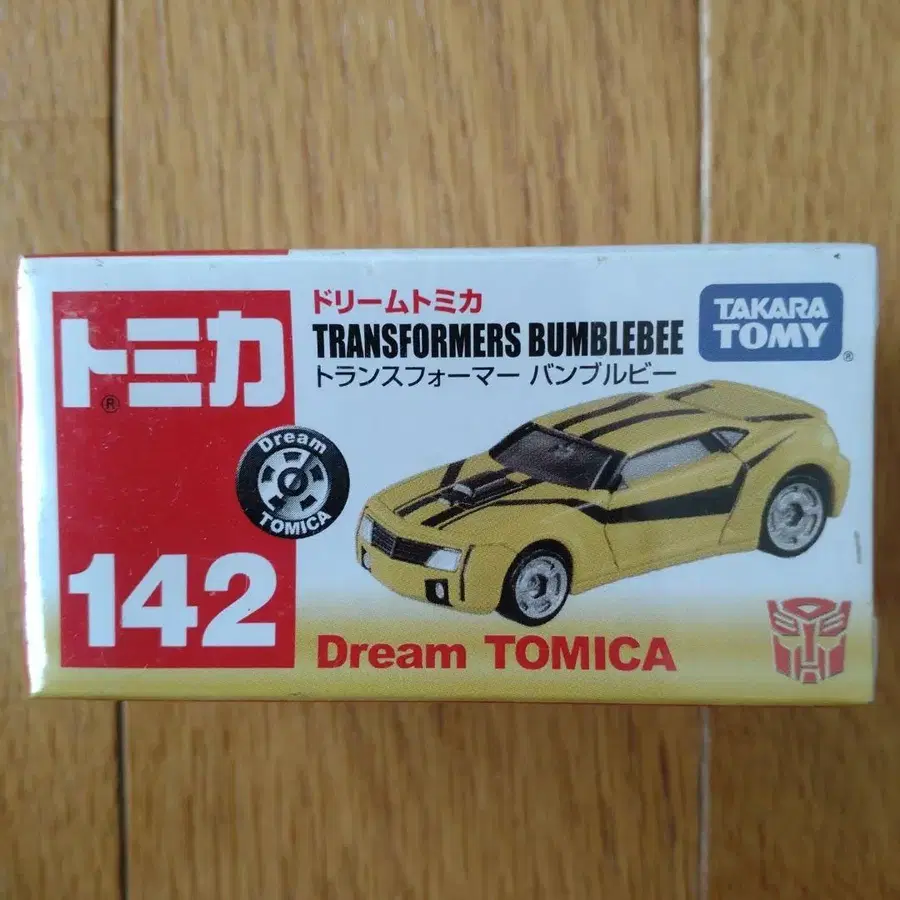 トミカ
®
142
Dream
TOMICA
ドリームトミカ
TRANSFORMERS BUMBLEBEE
トランスフォーマー バンブルビー
TAKARA
TOMY
®
Dream TOMICA